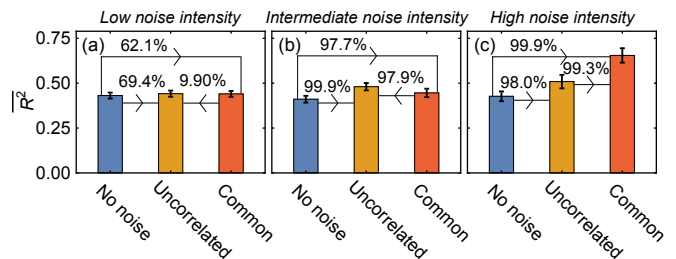 Low noise intensity
Intermediate noise intensity
High noise intensity
R²
0.75
0.50
0.25
0.00
(a)
62.1%
69.4%
9.90%
No noise
Uncorrelated
Common
(b)
97.7%
99.9%
97.9%
No noise
Uncorrelated
Common
(c)
99.9%
98.0%
99.3%
No noise
Uncorrelated
Common